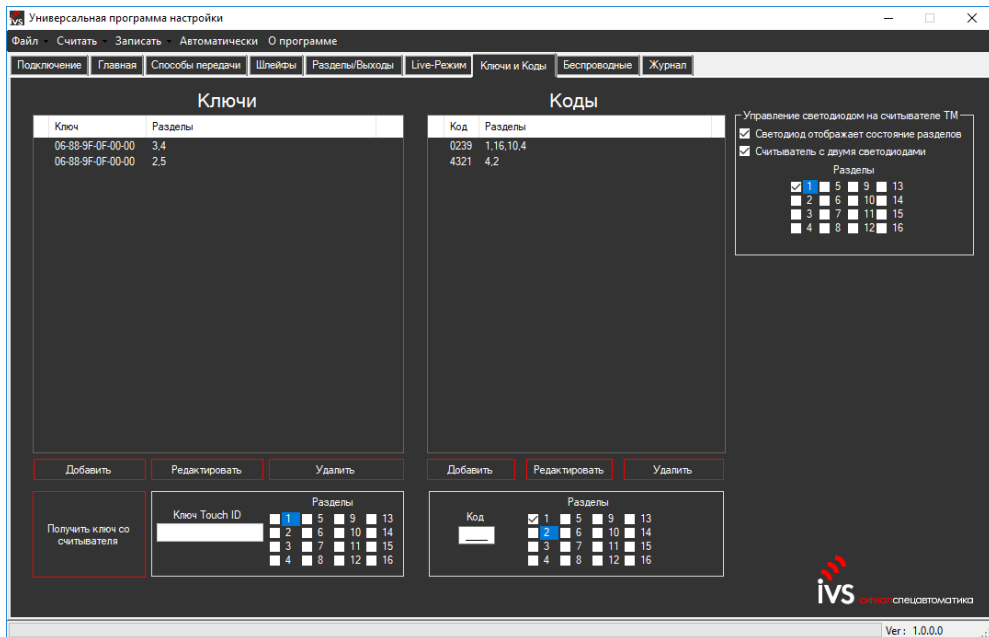 Универсальная программа настройки
Файл Считать Записать Автоматически О программе
Подключение Главная Способы передачи Шлейфы Разделы/Выходы Live-Режим Ключи и Коды Беспроводные Журнал
Ключи
Ключ Разделы
06-88-9F-0F-00-00 3,4
06-88-9F-0F-00-00 2,5
Добавить Редактировать Удалить
Получить ключ со
считывателя
Ключ Touch ID
Разделы
1 5 9 13
2 6 10 14
3 7 11 15
4 8 12 16
Коды
Код Разделы
0239 1,16,10,4
4321 4,2
Добавить Редактировать Удалить
Код
Разделы
1 5 9 13
2 6 10 14
3 7 11 15
4 8 12 16
Управление светодиодом на считывателе ТМ
Светодиод отображает состояние разделов
Считыватель с двумя светодиодами
Разделы
1 5 9 13
2 6 10 14
3 7 11 15
4 8 12 16
ivs сигналспецавтоматика
Ver : 1.0.0.0